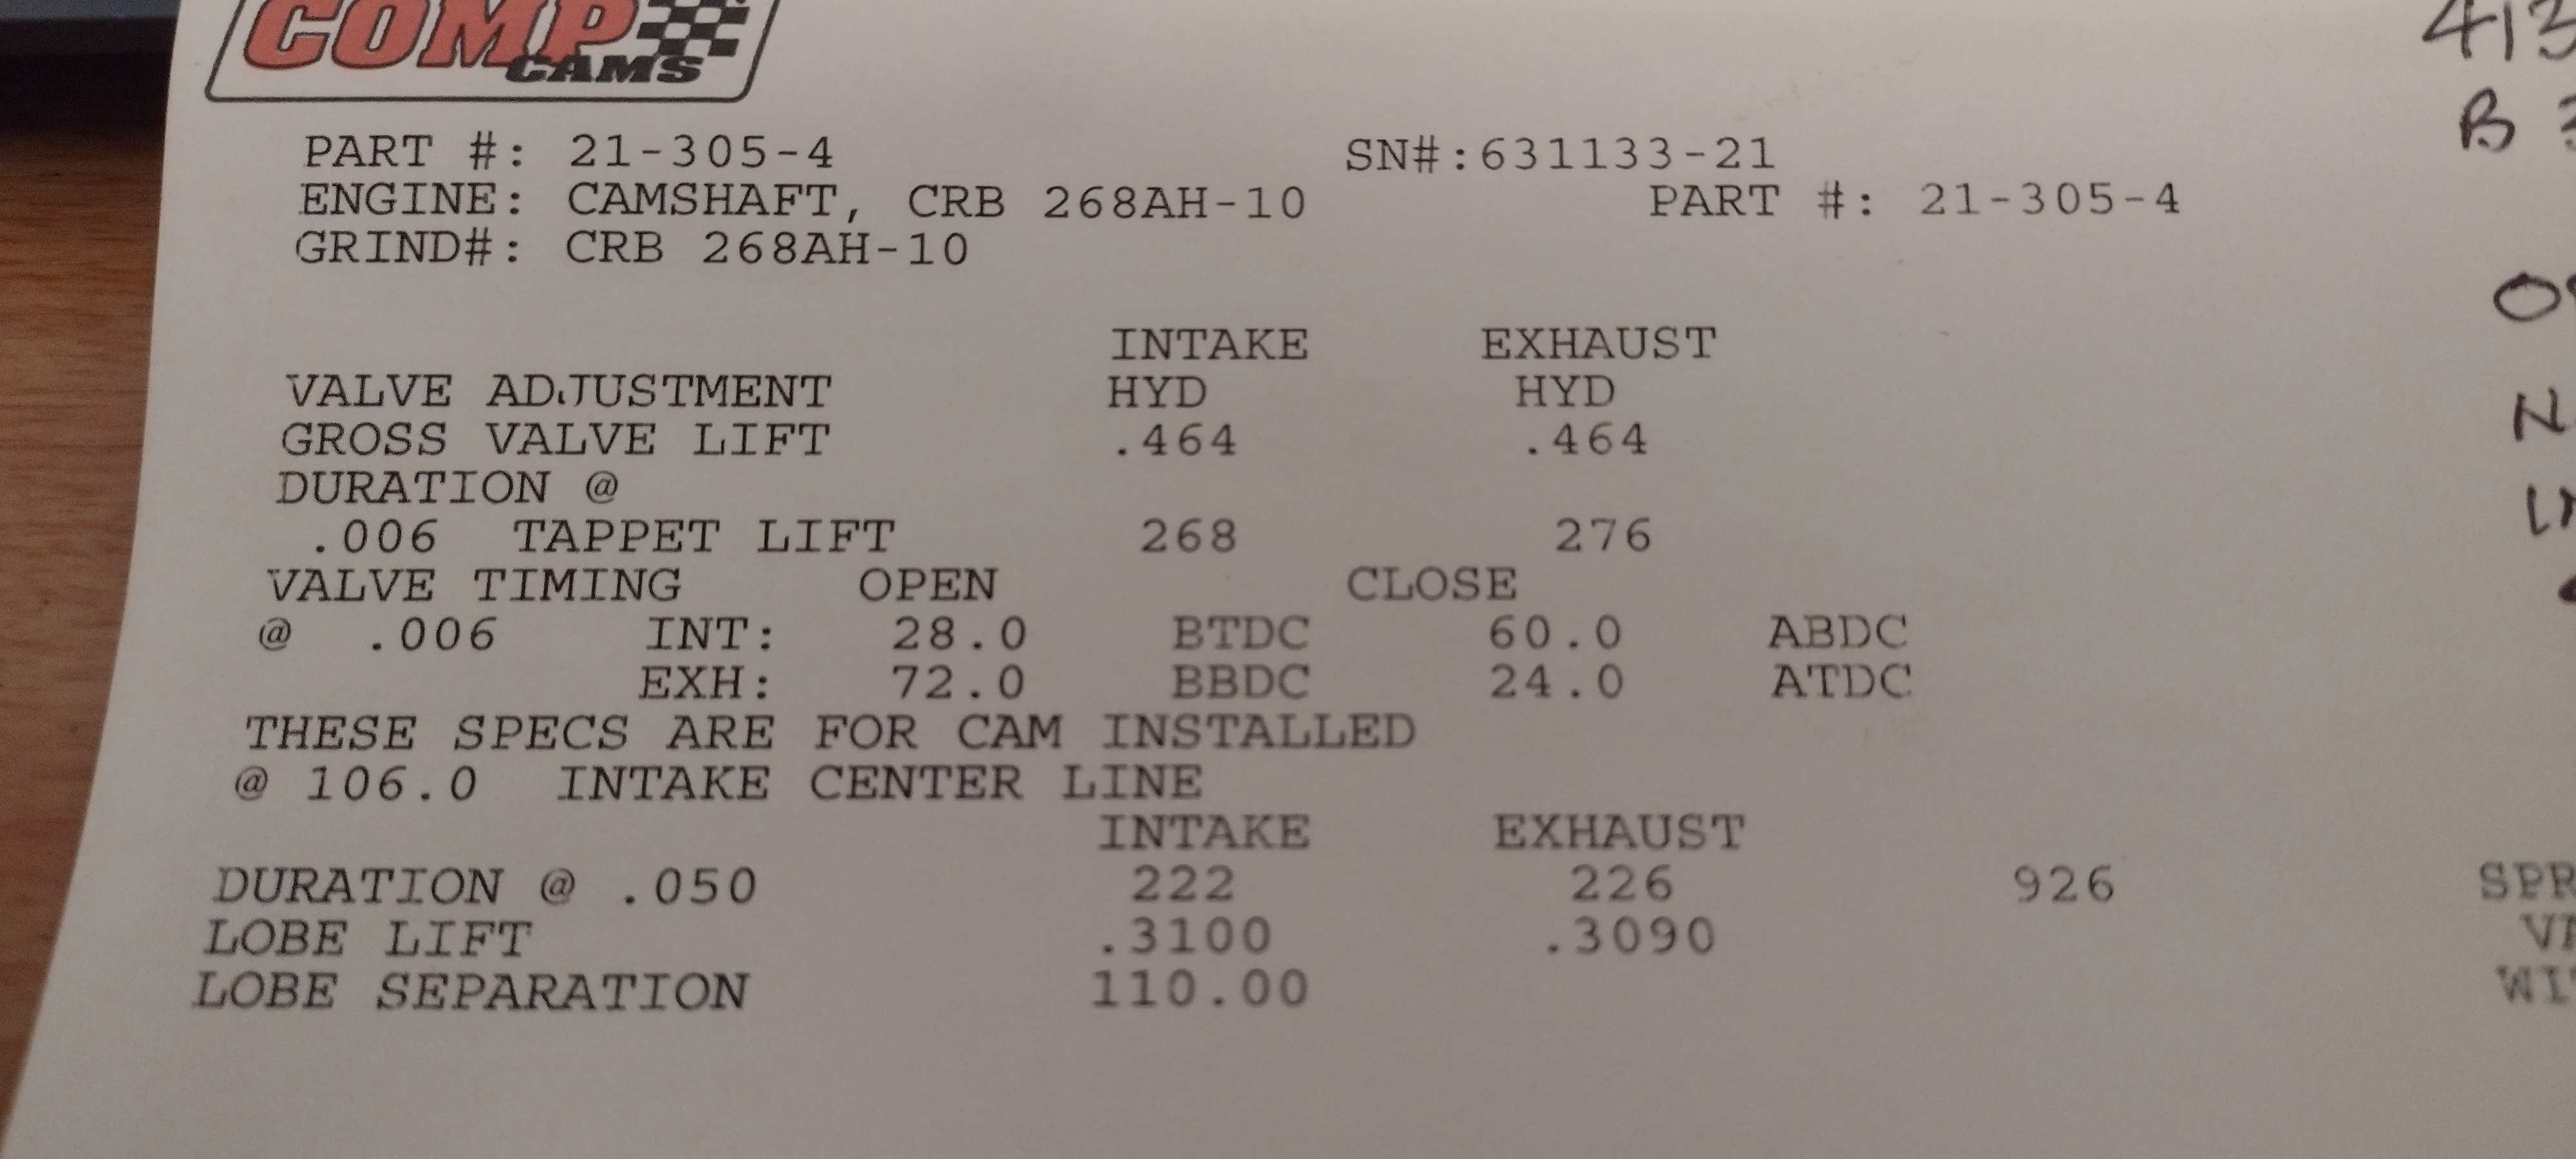 COMP
CAMS
PART #: 21-305-4 SN#:631133-21
ENGINE: CAMSHAFT, CRB 268AH-10 PART #: 21-305-4
GRIND#: CRB 268AH-10
INTAKE EXHAUST
VALVE ADJUSTMENT HYD HYD
GROSS VALVE LIFT .464 .464
DURATION @
.006 TAPPET LIFT 268 276
VALVE TIMING OPEN CLOSE
@ .006 INT: 28.0 BTDC 60.0 ABDC
EXH: 72.0 BBDC 24.0 ATDC
THESE SPECS ARE FOR CAM INSTALLED
@ 106.0 INTAKE CENTER LINE
INTAKE EXHAUST
DURATION @ .050 222 226 926
LOBE LIFT .3100 .3090
LOBE SEPARATION 110.00
413
B